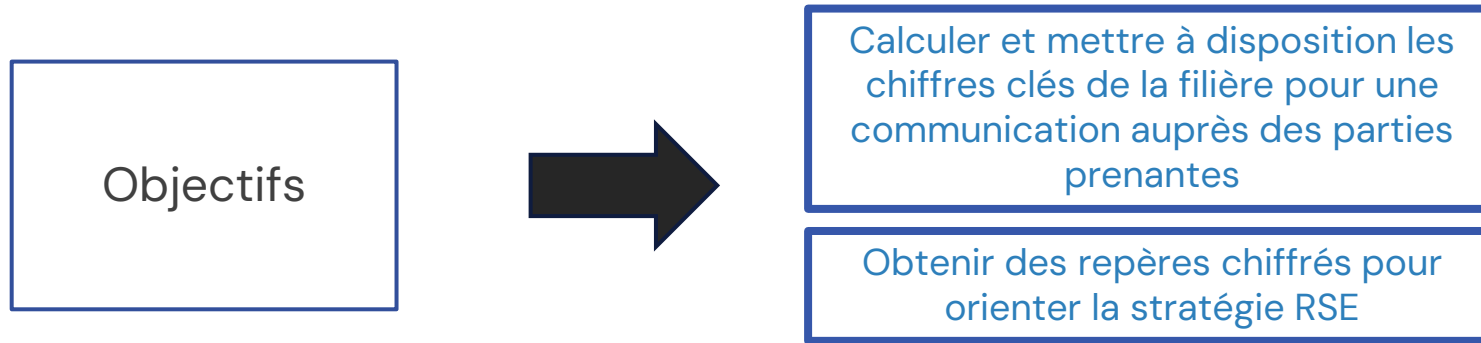 Objectifs
Calculer et mettre à disposition les
chiffres clés de la filière pour une
communication auprès des parties
prenantes
Obtenir des repères chiffrés pour
orienter la stratégie RSE